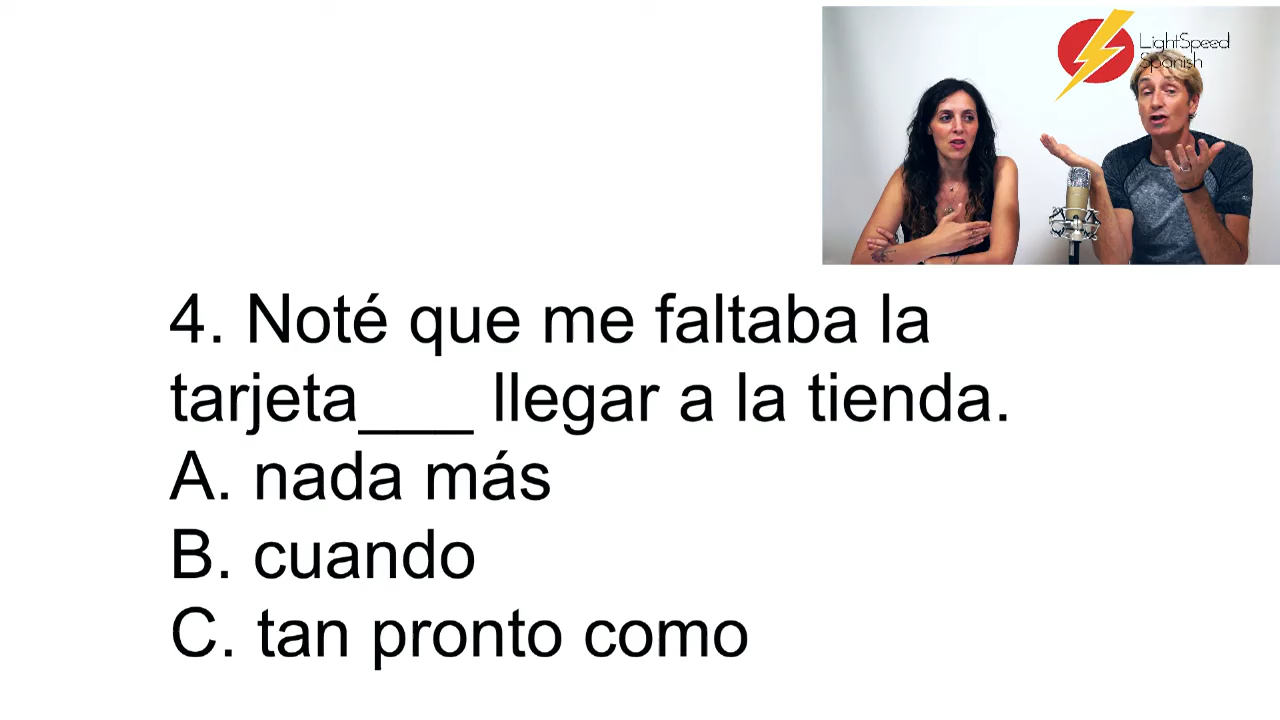 LightSpeed
Spanish
4. Noté que me faltaba la
tarjeta___ llegar a la tienda.
A. nada más
B. cuando
C. tan pronto como